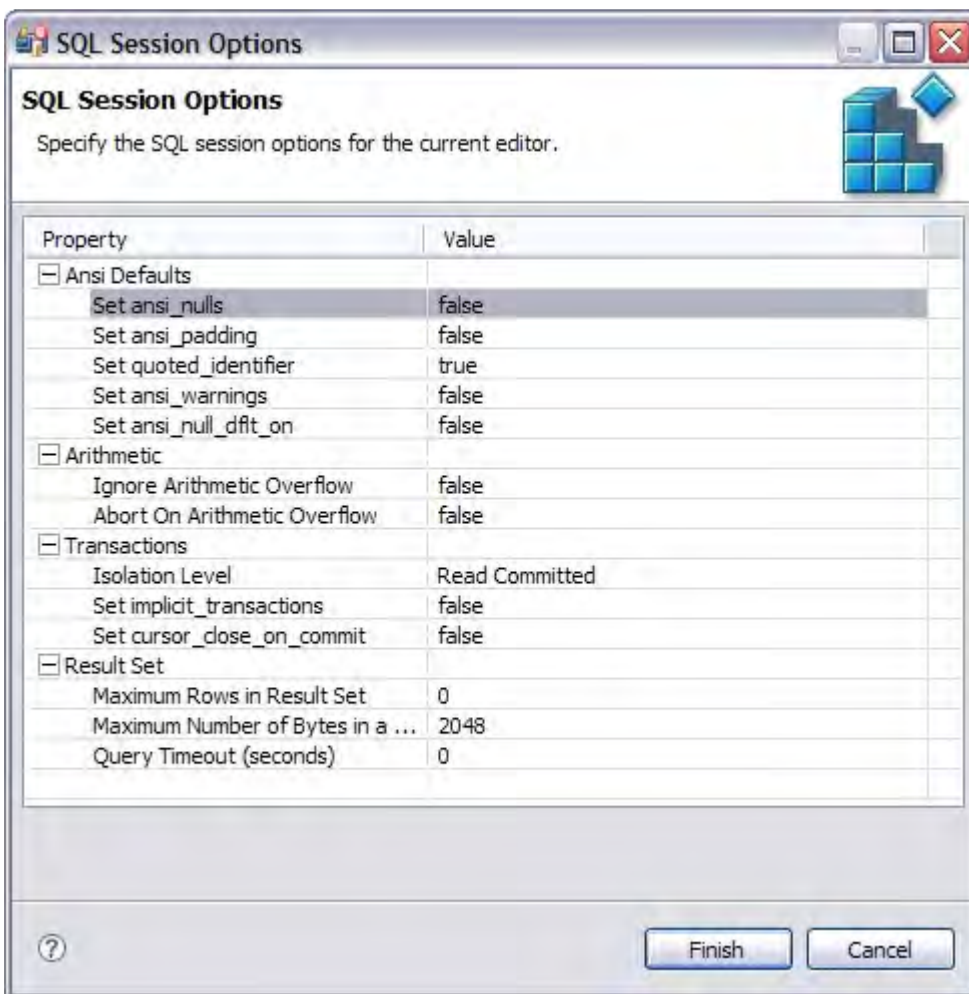 SQL Session Options
SQL Session Options
Specify the SQL session options for the current editor.
Property Value
Ansi Defaults
Set ansi_nulls false
Set ansi_padding false
Set quoted_identifier true
Set ansi_warnings false
Set ansi_null_dflt_on false
Arithmetic
Ignore Arithmetic Overflow false
Abort On Arithmetic Overflow false
Transactions
Isolation Level Read Committed
Set implicit_transactions false
Set cursor_close_on_commit false
Result Set
Maximum Rows in Result Set 0
Maximum Number of Bytes in a ... 2048
Query Timeout (seconds) 0
? Finish Cancel